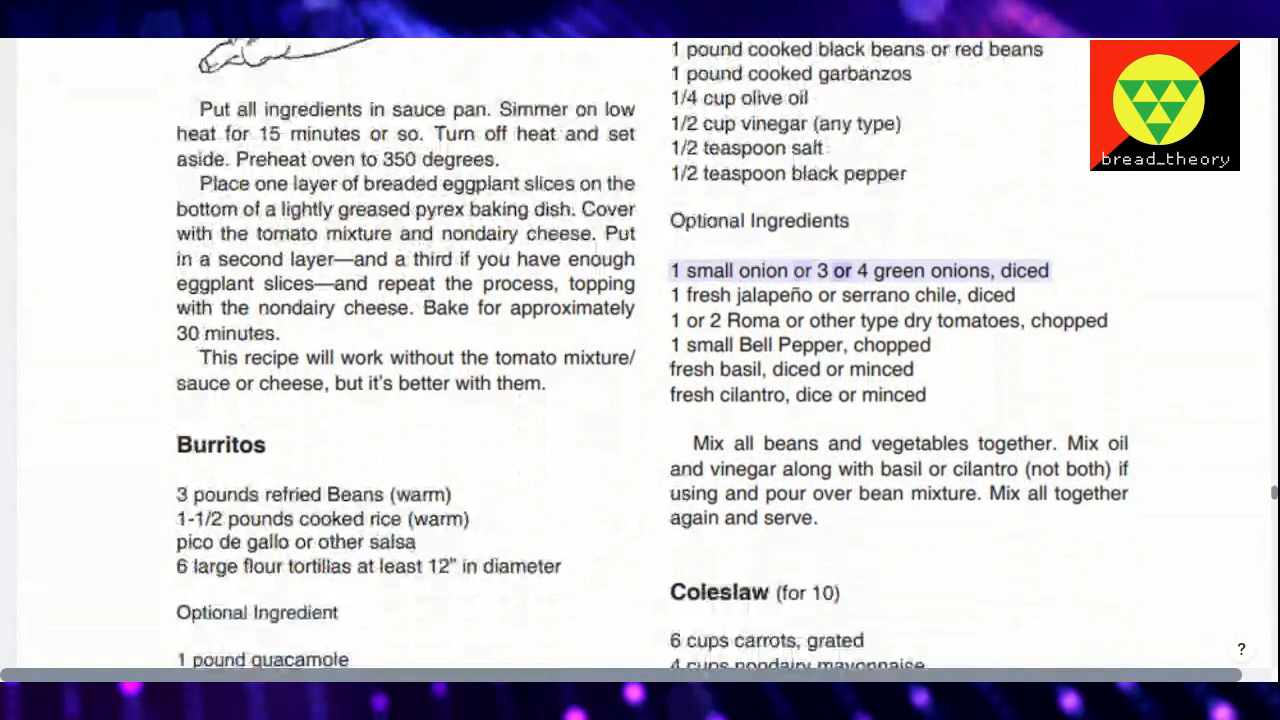 Put all ingredients in sauce pan. Simmer on low
heat for 15 minutes or so. Turn off heat and set
aside. Preheat oven to 350 degrees.
Place one layer of breaded eggplant slices on the
bottom of a lightly greased pyrex baking dish. Cover
with the tomato mixture and nondairy cheese. Put
in a second layer—and a third if you have enough
eggplant slices—and repeat the process, topping
with the nondairy cheese. Bake for approximately
30 minutes.
This recipe will work without the tomato mixture/
sauce or cheese, but it's better with them.
Burritos
3 pounds refried Beans (warm)
1-1/2 pounds cooked rice (warm)
pico de gallo or other salsa
6 large flour tortillas at least 12" in diameter
Optional Ingredient
1 pound guacamole
1 pound cooked black beans or red beans
1 pound cooked garbanzos
1/4 cup olive oil
1/2 cup vinegar (any type)
1/2 teaspoon salt
1/2 teaspoon black pepper
Optional Ingredients
1 small onion or 3 or 4 green onions, diced
1 fresh jalapeño or serrano chile, diced
1 or 2 Roma or other type dry tomatoes, chopped
1 small Bell Pepper, chopped
fresh basil, diced or minced
fresh cilantro, dice or minced
Mix all beans and vegetables together. Mix oil
and vinegar along with basil or cilantro (not both) if
using and pour over bean mixture. Mix all together
again and serve.
Coleslaw (for 10)
6 cups carrots, grated
4 cups nondairy mayonnaise
bread_theory
?